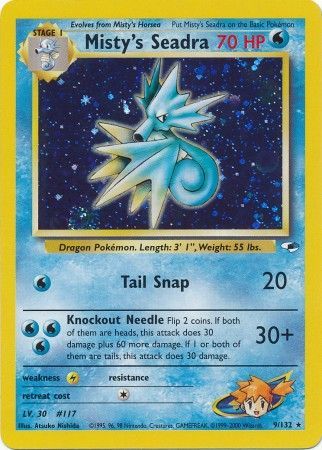 STAGE 1
Evolves from Misty's Horsea
Put Misty's Seadra on the Basic Pokémon
Misty's Seadra 70 HP
Dragon Pokémon. Length: 3' 1", Weight: 55 lbs.
Tail Snap 20
Knockout Needle Flip 2 coins. If both
of them are heads, this attack does 30
damage plus 60 more damage. If 1 or both of
them are tails, this attack does 30 damage.
30+
weakness resistance
retreat cost
LV. 30 #117
Illus. Atsuko Nishida
©1995, 96, 98 Nintendo, Creatures, GAMEFREAK. ©1999-2000 Wizards.
9/132 ★